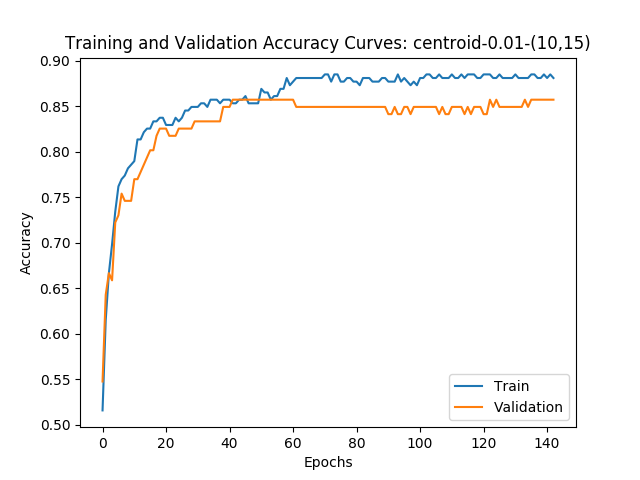 Training and Validation Accuracy Curves: centroid-0.01-(10,15)
0.90
0.85
0.80
0.75
0.70
0.65
0.60
0.55
0.50
Accuracy
0 20 40 60 80 100 120 140
Epochs
Train
Validation